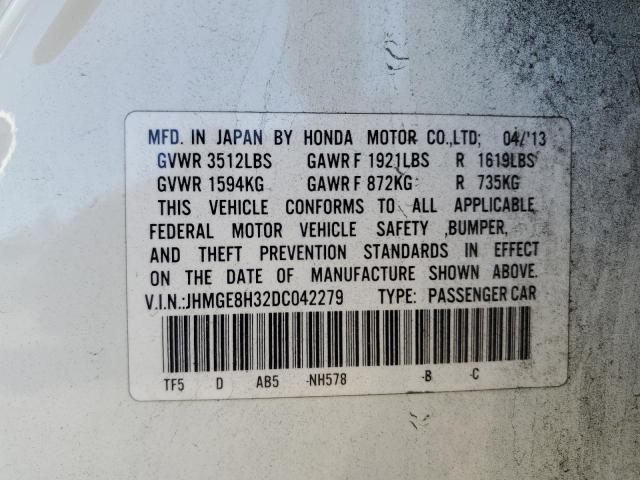 MFD. IN JAPAN BY HONDA MOTOR CO.,LTD; 04/'13
GVWR 3512LBS GAWR F 1921LBS R 1619LBS
GVWR 1594KG GAWR F 872KG R 735KG
THIS VEHICLE CONFORMS TO ALL APPLICABLE
FEDERAL MOTOR VEHICLE SAFETY ,BUMPER,
AND THEFT PREVENTION STANDARDS IN EFFECT
ON THE DATE OF MANUFACTURE SHOWN ABOVE.
V.I.N.:JHMGE8H32DC042279 TYPE: PASSENGER CAR
TF5 D AB5 -NH578 -B -C